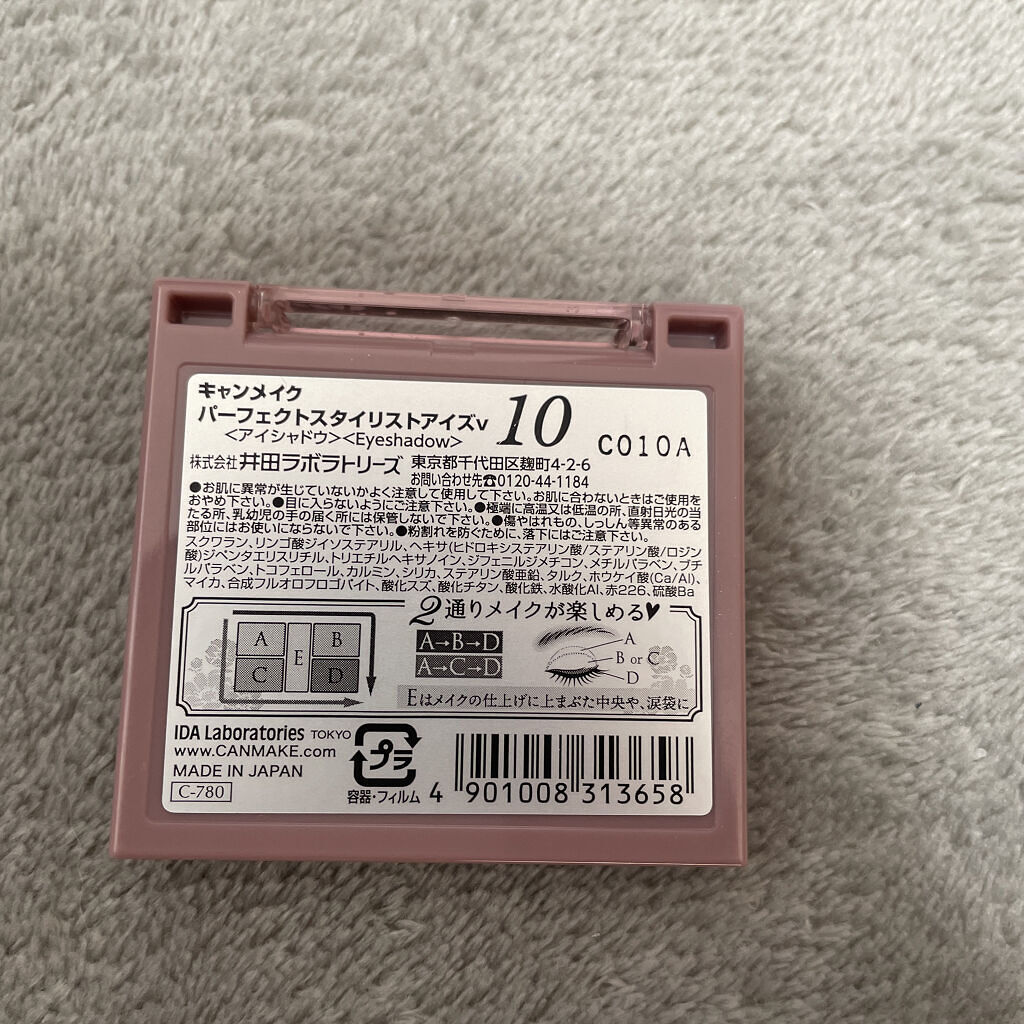 キャンメイク
パーフェクトスタイリストアイズv
<アイシャドウ><Eyeshadow>
10
C010A
株式会社 井田ラボラトリーズ 東京都千代田区麹町4-2-6
お問い合わせ先☎0120-44-1184
●お肌に異常が生じていないかよく注意して使用して下さい。お肌に合わないときはご使用を
おやめ下さい。●目に入らないようにご注意下さい。●極端に高温又は低温の所、直射日光の当
たる所、乳幼児の手の届く所には保管しないで下さい。●傷やはれもの、しっしん等異常のある
部位にはお使いにならないで下さい。●粉割れを防ぐために、落下にはご注意下さい。
スクワラン、リンゴ酸ジイソステアリル、ヘキサ(ヒドロキシステアリン酸/ステアリン酸/ロジン
酸)ジペンタエリスリチル、トリエチルヘキサノイン、ジフェニルジメチコン、メチルパラベン、ブチ
ルパラベン、トコフェロール、カルミン、シリカ、ステアリン酸亜鉛、タルク、ホウケイ酸(Ca/Al)、
マイカ、合成フルオロフロゴパイト、酸化スズ、酸化チタン、酸化鉄、水酸化Al、赤226、硫酸Ba
2通りメイクが楽しめる♥
A B
E
C D
A→B→D
A→C→D
A
B or C
D
Eはメイクの仕上げに上まぶた中央や、涙袋に
IDA Laboratories TOKYO
www.CANMAKE.com
MADE IN JAPAN
C-780
プラ
容器・フィルム
4 901008 313658